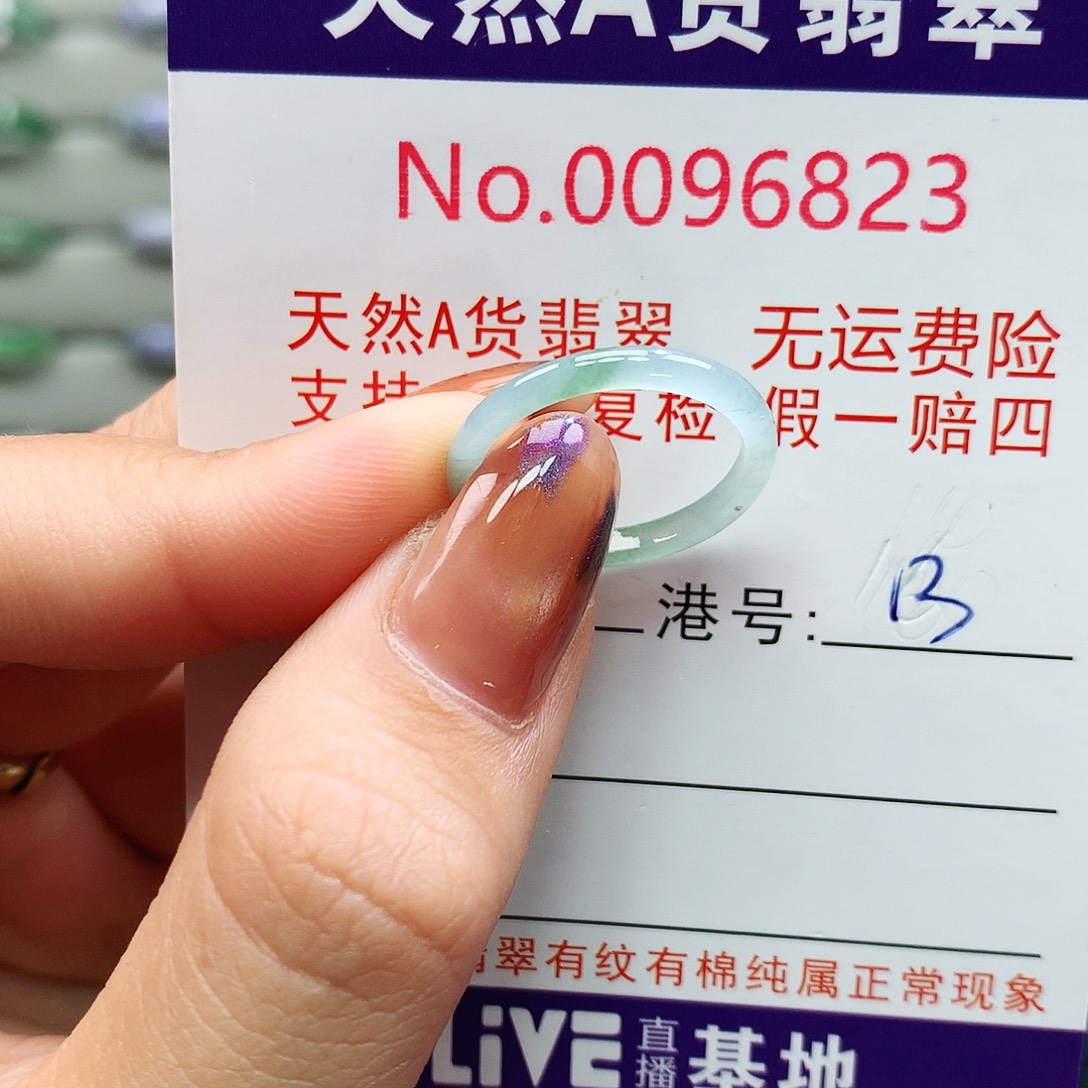 天然A货翡翠
No.0096823
天然A货翡翠 无运费险
支持 复检 假一赔四
港号: 13
翡翠有纹有棉纯属正常现象
LiVE 直播 基地